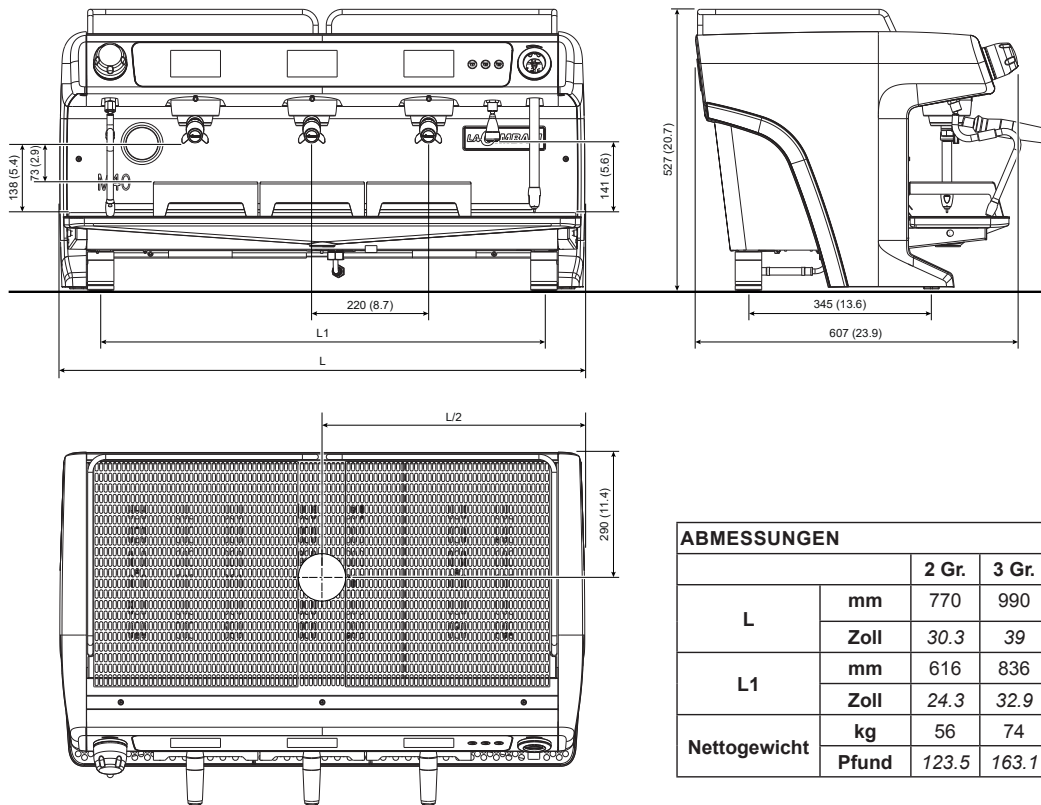 527 (20.7)
138 (5.4)
73 (2.9)
M40
141 (5.6)
220 (8.7)
L1
L
345 (13.6)
607 (23.9)
L/2
290 (11.4)
ABMESSUNGEN
2 Gr. 3 Gr.
L mm 770 990
Zoll 30.3 39
L1 mm 616 836
Zoll 24.3 32.9
Nettogewicht kg 56 74
Pfund 123.5 163.1